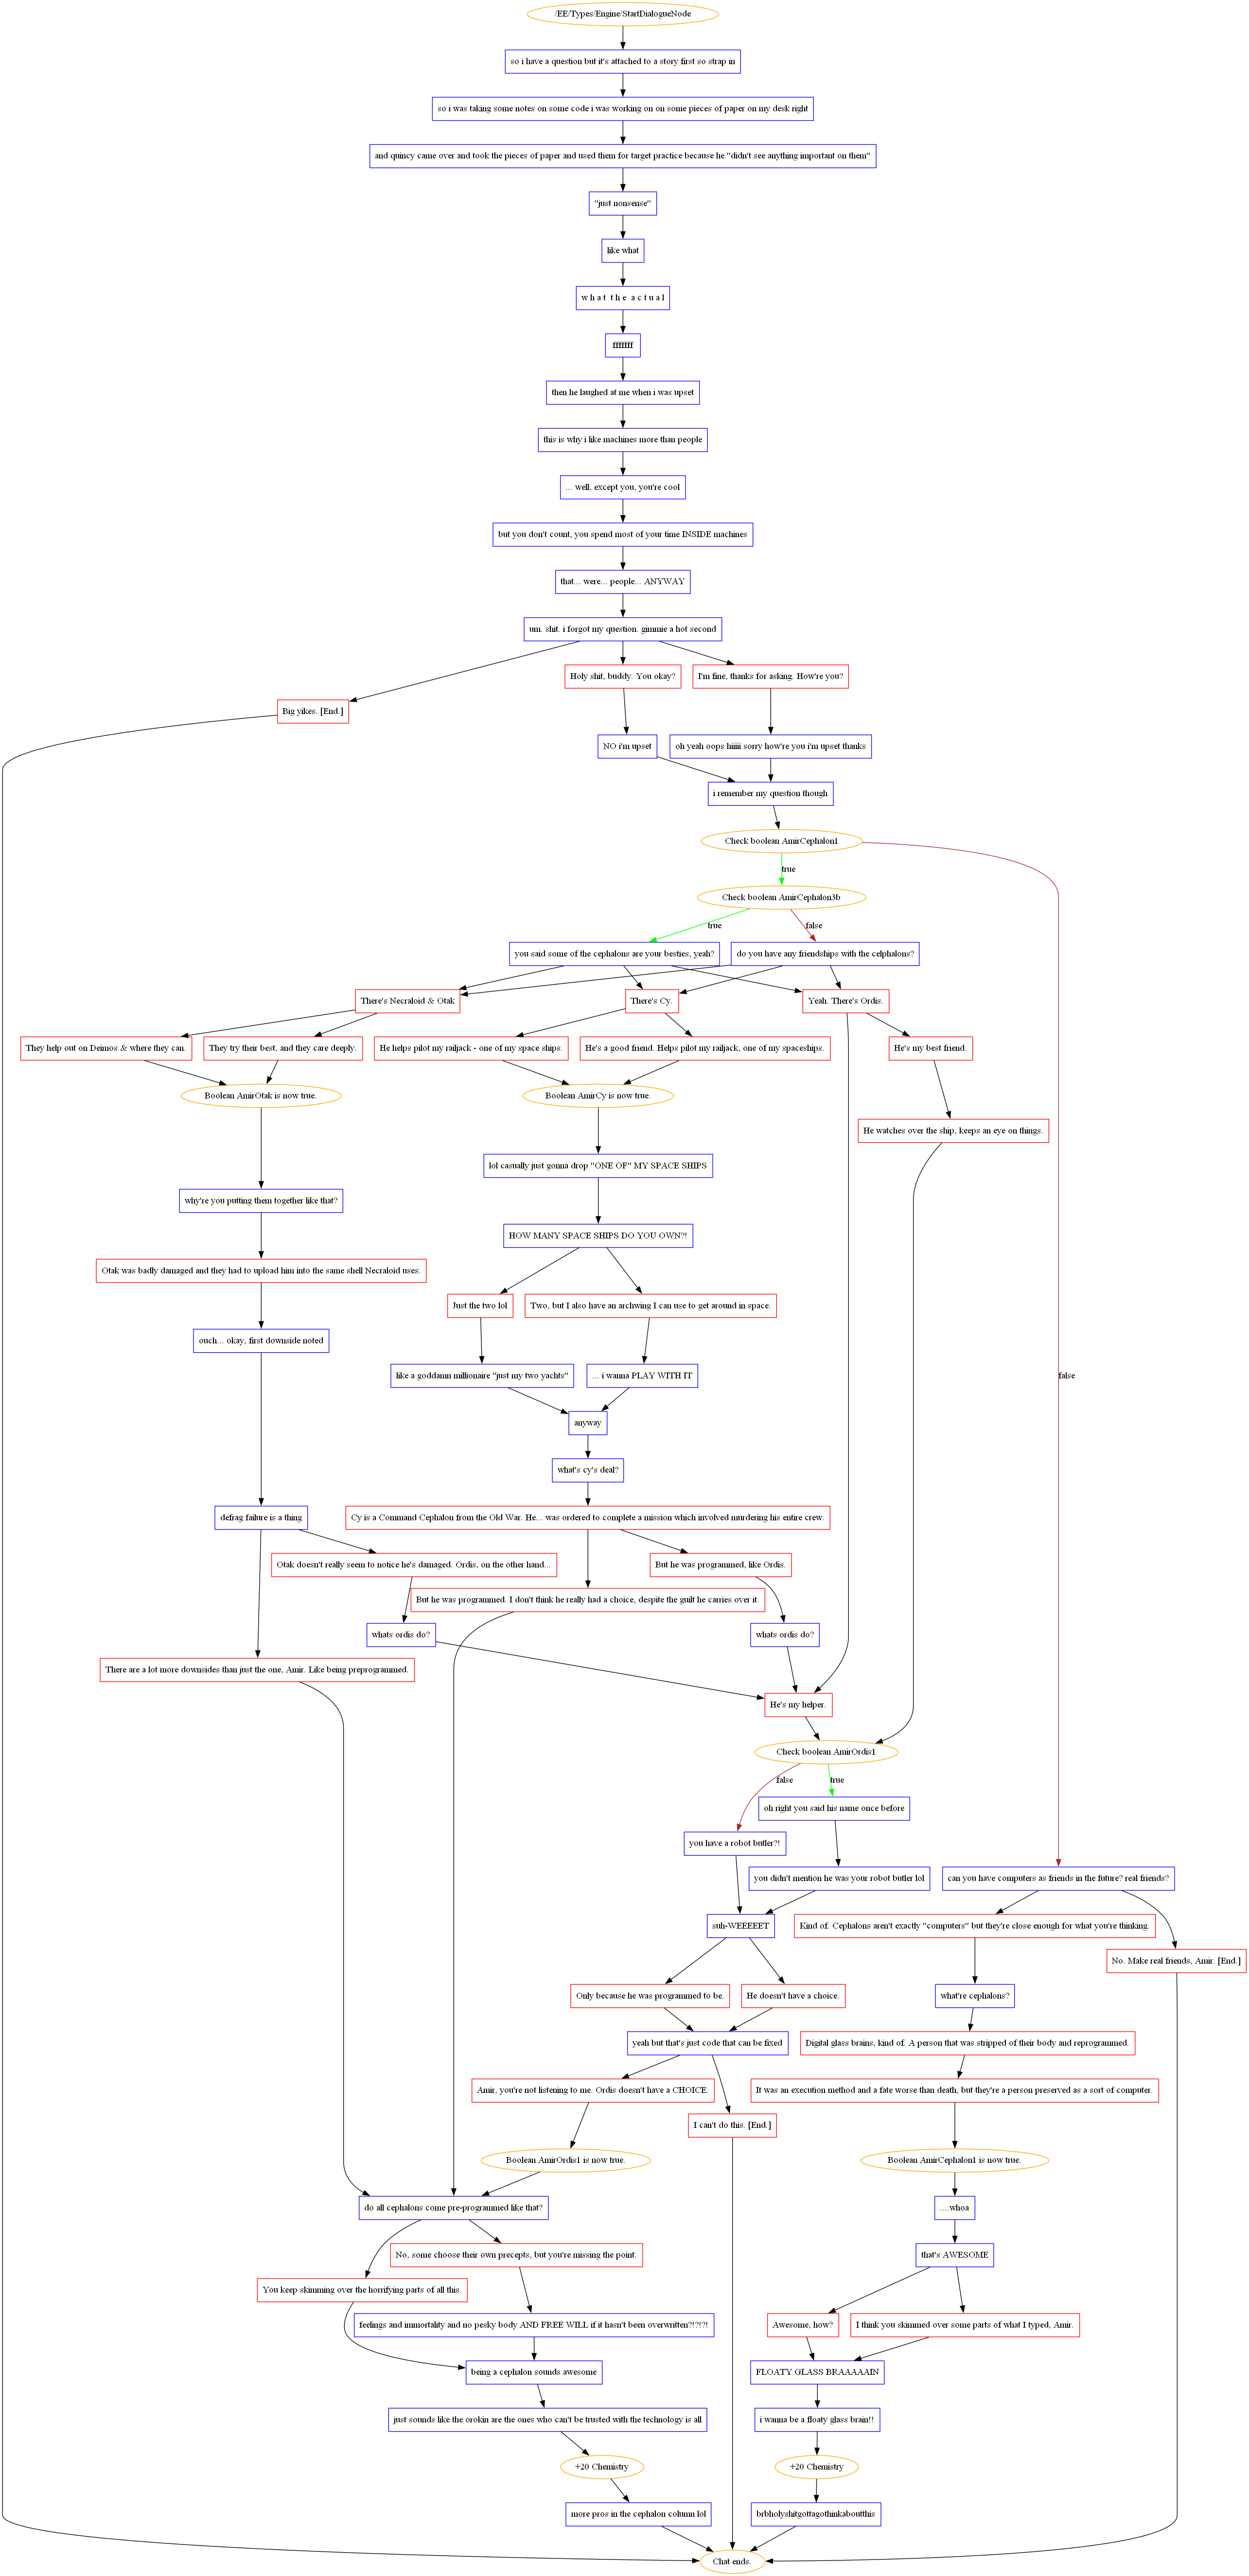 /EE/Types/Engine/StartDialogueNode
so i have a question but it's attached to a story first so strap in
so i was taking some notes on some code i was working on on some pieces of paper on my desk right
and quincy came over and took the pieces of paper and used them for target practice because he "didn't see anything important on them"
"just nonsense"
like what
w h a t  t h e  a c t u a l
fffffff
then he laughed at me when i was upset
this is why i like machines more than people
... well, except you, you're cool
but you don't count, you spend most of your time INSIDE machines
that... were... people... ANYWAY
um. shit. i forgot my question. gimmie a hot second
Holy shit, buddy. You okay?
I'm fine, thanks for asking. How're you?
Big yikes. [End.]
NO i'm upset
oh yeah oops hiiiii sorry how're you i'm upset thanks
i remember my question though
Check boolean AmirCephalon1
true
Check boolean AmirCephalon3b
true
false
you said some of the cephalons are your besties, yeah?
do you have any friendships with the celphalons?
There's Necraloid & Otak
There's Cy.
Yeah. There's Ordis.
They help out on Deimos & where they can.
They try their best, and they care deeply.
He helps pilot my railjack - one of my space ships.
He's a good friend. Helps pilot my railjack, one of my spaceships.
He's my best friend.
Boolean AmirOtak is now true.
Boolean AmirCy is now true.
He watches over the ship, keeps an eye on things.
lol casually just gonna drop "ONE OF" MY SPACE SHIPS
why're you putting them together like that?
HOW MANY SPACE SHIPS DO YOU OWN?!
Otak was badly damaged and they had to upload him into the same shell Necraloid uses.
Just the two lol
Two, but I also have an archwing I can use to get around in space.
ouch... okay, first downside noted
like a goddamn millionaire "just my two yachts"
... i wanna PLAY WITH IT
false
anyway
what's cy's deal?
defrag failure is a thing
Cy is a Command Cephalon from the Old War. He... was ordered to complete a mission which involved murdering his entire crew.
Otak doesn't really seem to notice he's damaged. Ordis, on the other hand...
But he was programmed, like Ordis.
But he was programmed. I don't think he really had a choice, despite the guilt he carries over it.
whats ordis do?
whats ordis do?
There are a lot more downsides than just the one, Amir. Like being preprogrammed.
He's my helper.
Check boolean AmirOrdis1
false
true
oh right you said his name once before
you have a robot butler?!
you didn't mention he was your robot butler lol
can you have computers as friends in the future? real friends?
suh-WEEEEET
Kind of. Cephalons aren't exactly "computers" but they're close enough for what you're thinking.
No. Make real friends, Amir. [End.]
Only because he was programmed to be.
He doesn't have a choice.
what're cephalons?
yeah but that's just code that can be fixed
Digital glass brains, kind of. A person that was stripped of their body and reprogrammed.
Amir, you're not listening to me. Ordis doesn't have a CHOICE.
It was an execution method and a fate worse than death, but they're a person preserved as a sort of computer.
I can't do this. [End.]
Boolean AmirOrdis1 is now true.
Boolean AmirCephalon1 is now true.
do all cephalons come pre-programmed like that?
....whoa
No, some choose their own precepts, but you're missing the point.
that's AWESOME
You keep skimming over the horrifying parts of all this.
feelings and immortality and no pesky body AND FREE WILL if it hasn't been overwritten?!?!?!
Awesome, how?
I think you skimmed over some parts of what I typed, Amir.
being a cephalon sounds awesome
FLOATY GLASS BRAAAAAIN
just sounds like the orokin are the ones who can't be trusted with the technology is all
i wanna be a floaty glass brain!!
+20 Chemistry
+20 Chemistry
more pros in the cephalon column lol
brbholyshitgottagothinkaboutthis
Chat ends.